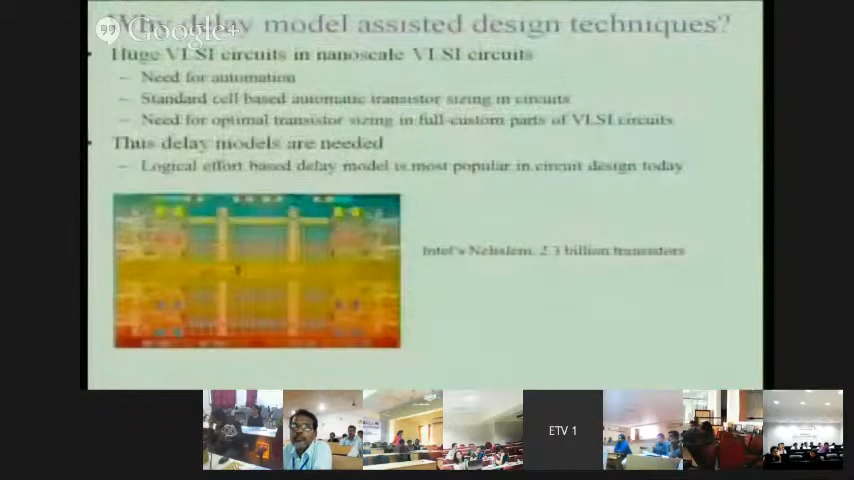 Why delay model assisted design techniques?
Google+
Huge VLSI circuits in nanoscale VLSI circuits
– Need for automation
– Standard cell based automatic transistor sizing in circuits
– Need for optimal transistor sizing in full-custom parts of VLSI circuits
Thus delay models are needed
– Logical effort based delay model is most popular in circuit design today
Intel's Nehalem, 2.3 billion transistors
ETV 1